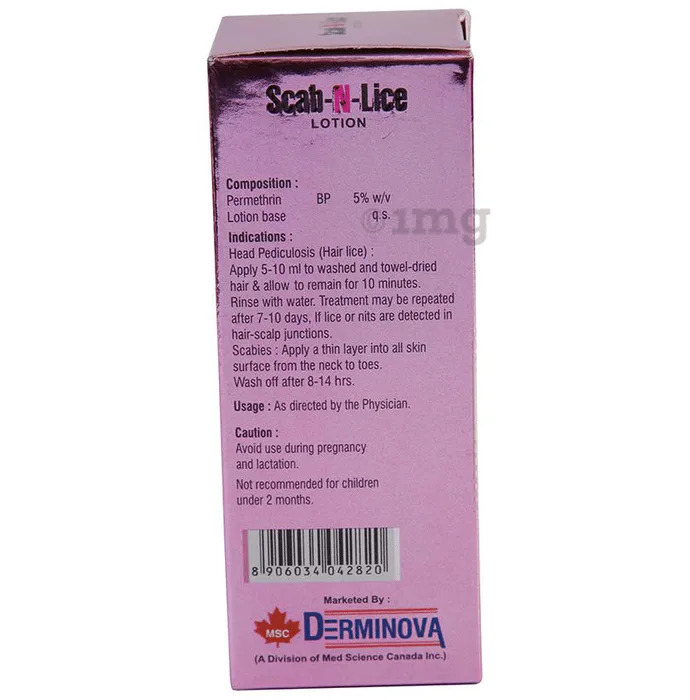 Scab-N-Lice
LOTION
Composition :
Permethrin BP 5% w/v
Lotion base q.s.
1mg
Indications :
Head Pediculosis (Hair lice) :
Apply 5-10 ml to washed and towel-dried
hair & allow to remain for 10 minutes.
Rinse with water. Treatment may be repeated
after 7-10 days, If lice or nits are detected in
hair-scalp junctions.
Scabies : Apply a thin layer into all skin
surface from the neck to toes.
Wash off after 8-14 hrs.
Usage : As directed by the Physician.
Caution :
Avoid use during pregnancy
and lactation.
Not recommended for children
under 2 months.
8 906034 042820
Marketed By :
MSC DERMINOVA
(A Division of Med Science Canada Inc.)